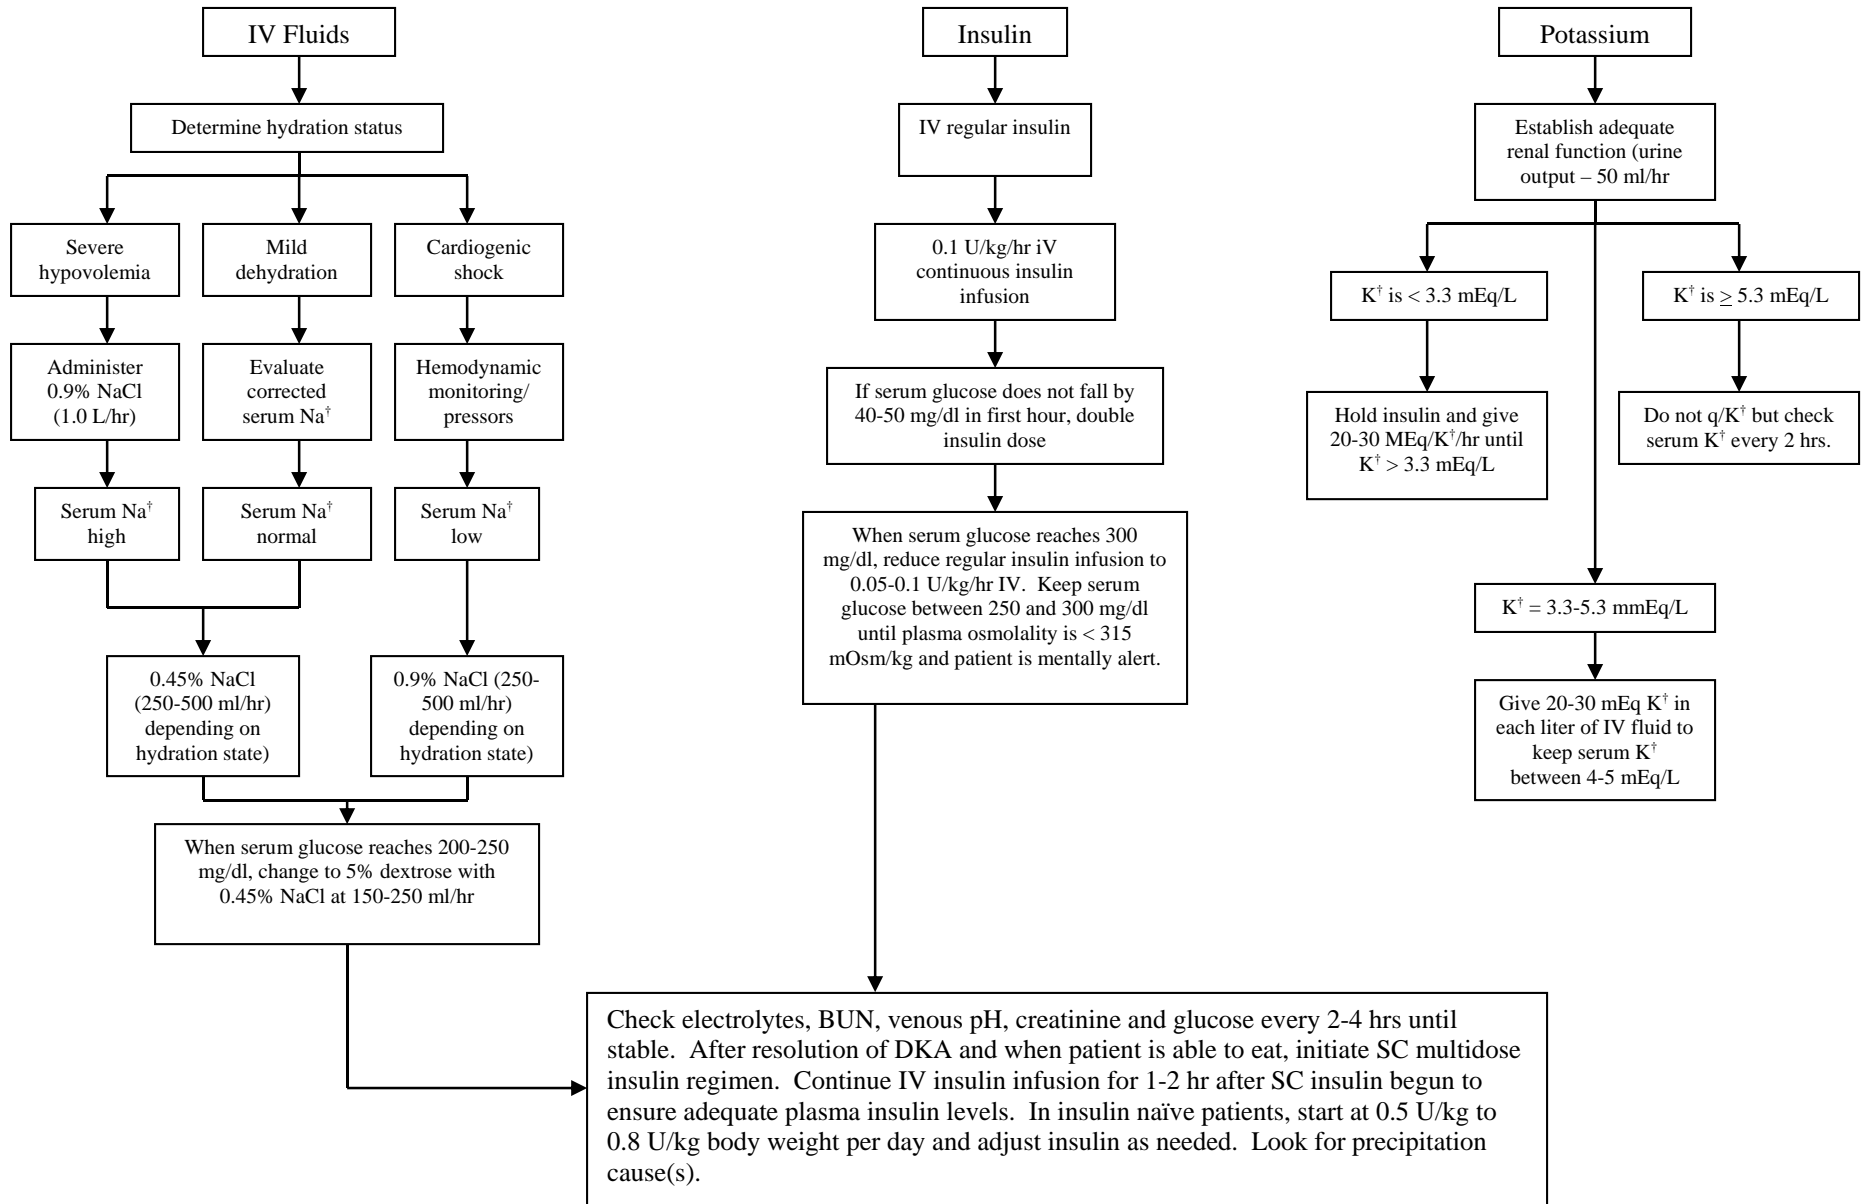 IV Fluids
Determine hydration status
Severe
hypovolemia
Mild
dehydration
Cardiogenic
shock
Administer
0.9% NaCl
(1.0 L/hr)
Evaluate
corrected
serum Na†
Hemodynamic
monitoring/
pressors
Serum Na†
high
Serum Na†
normal
Serum Na†
low
0.45% NaCl
(250-500 ml/hr)
depending on
hydration state)
0.9% NaCl (250-
500 ml/hr)
depending on
hydration state)
When serum glucose reaches 200-250
mg/dl, change to 5% dextrose with
0.45% NaCl at 150-250 ml/hr
Insulin
IV regular insulin
0.1 U/kg/hr iV
continuous insulin
infusion
If serum glucose does not fall by
40-50 mg/dl in first hour, double
insulin dose
When serum glucose reaches 300
mg/dl, reduce regular insulin infusion to
0.05-0.1 U/kg/hr IV. Keep serum
glucose between 250 and 300 mg/dl
until plasma osmolality is < 315
mOsm/kg and patient is mentally alert.
Potassium
Establish adequate
renal function (urine
output – 50 ml/hr
K† is < 3.3 mEq/L
K† is ≥ 5.3 mEq/L
Hold insulin and give
20-30 MEq/K†/hr until
K† > 3.3 mEq/L
Do not q/K† but check
serum K† every 2 hrs.
K† = 3.3-5.3 mmEq/L
Give 20-30 mEq K† in
each liter of IV fluid to
keep serum K†
between 4-5 mEq/L
Check electrolytes, BUN, venous pH, creatinine and glucose every 2-4 hrs until
stable. After resolution of DKA and when patient is able to eat, initiate SC multidose
insulin regimen. Continue IV insulin infusion for 1-2 hr after SC insulin begun to
ensure adequate plasma insulin levels. In insulin naïve patients, start at 0.5 U/kg to
0.8 U/kg body weight per day and adjust insulin as needed. Look for precipitation
cause(s).